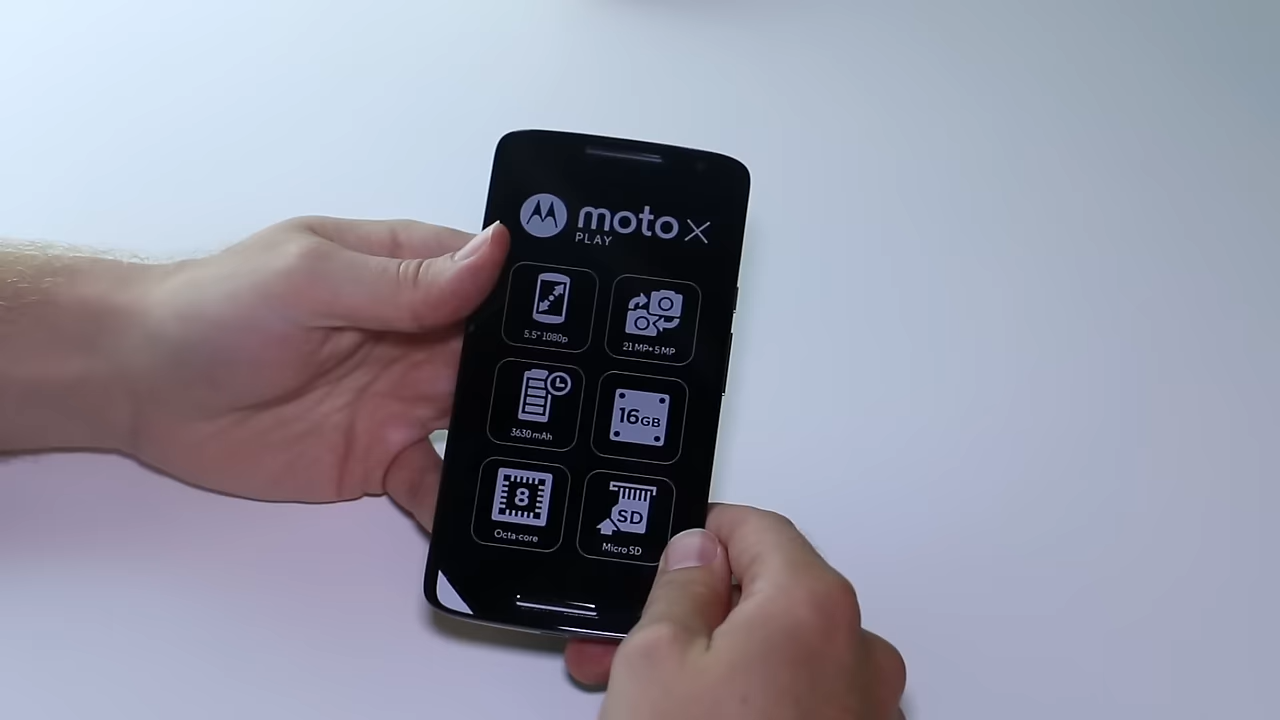 moto X
PLAY
5.5" 1080p
21 MP+5 MP
3630 mAh
16GB
8
SD
Octa-core
Micro SD